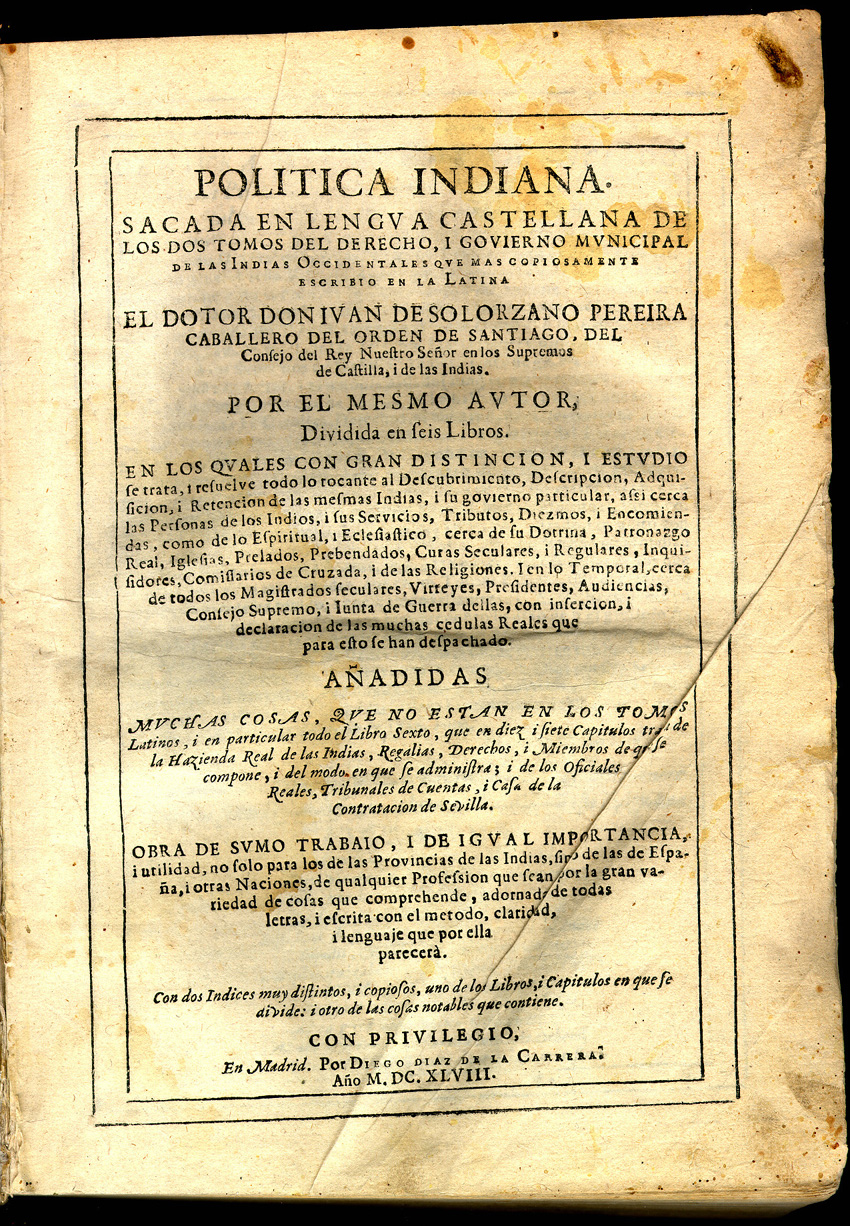 POLITICA INDIANA.
SACADA EN LENGVA CASTELLANA DE
LOS DOS TOMOS DEL DERECHO, I GOVIERNO MVNICIPAL
DE LAS INDIAS OCCIDENTALES QVE MAS COPIOSAMENTE
ESCRIBIO EN LA LATINA
EL DOTOR DON IVAN DE SOLORZANO PEREIRA
CABALLERO DEL ORDEN DE SANTIAGO, DEL
Conſejo del Rey Nueſtro Señor en los Supremos
de Caſtilla, i de las Indias.
POR EL MESMO AVTOR,
Dividida en ſeis Libros.
EN LOS QVALES CON GRAN DISTINCION, I ESTVDIO
ſe trata, i reſuelve todo lo tocante al Deſcubrimiento, Deſcripcion, Adqui-
ſicion, i Retencion de las meſmas Indias, i ſu govierno particular, aſsi cerca
las Perſonas de los Indios, i ſus Servicios, Tributos, Diezmos, i Encomien-
das, como de lo Eſpiritual, i Ecleſiaſtico, cerca de ſu Dotrina, Patronazgo
Real, Igleſias, Prelados, Prebendados, Curas Seculares, i Regulares, Inqui-
ſidores, Comiſſarios de Cruzada, i de las Religiones. I en lo Temporal, cerca
de todos los Magiſtrados ſeculares, Virreyes, Preſidentes, Audiencias,
Conſejo Supremo, i Iunta de Guerra dellas, con inſercion, i
declaracion de las muchas cedulas Reales que
para eſto ſe han deſpachado.
AÑADIDAS
MVCHAS COSAS, QVE NO ESTAN EN LOS TOMOS
Latinos, i en particular todo el Libro Sexto, que en diez i ſiete Capitulos trata de
la Hazienda Real de las Indias, Regalias, Derechos, i Miembros de que ſe
compone, i del modo en que ſe adminiſtra; i de los Oficiales
Reales, Tribunales de Cuentas, i Caſa de la
Contratacion de Sevilla.
OBRA DE SVMO TRABAIO, I DE IGVAL IMPORTANCIA,
i utilidad, no ſolo para los de las Provincias de las Indias, ſino de las de Eſpa-
ña, i otras Naciones, de qualquier Profeſsion que ſean por la gran va-
riedad de coſas que comprehende, adornada de todas
letras, i eſcrita con el metodo, claridad,
i lenguaje que por ella
parecerà.
Con dos Indices muy diſtintos, i copioſos, uno de los Libros, i Capitulos en que ſe
divide: i otro de las coſas notables que contiene.
CON PRIVILEGIO,
En Madrid. Por DIEGO DIAZ DE LA CARRERA.
Año M. DC. XLVIII.